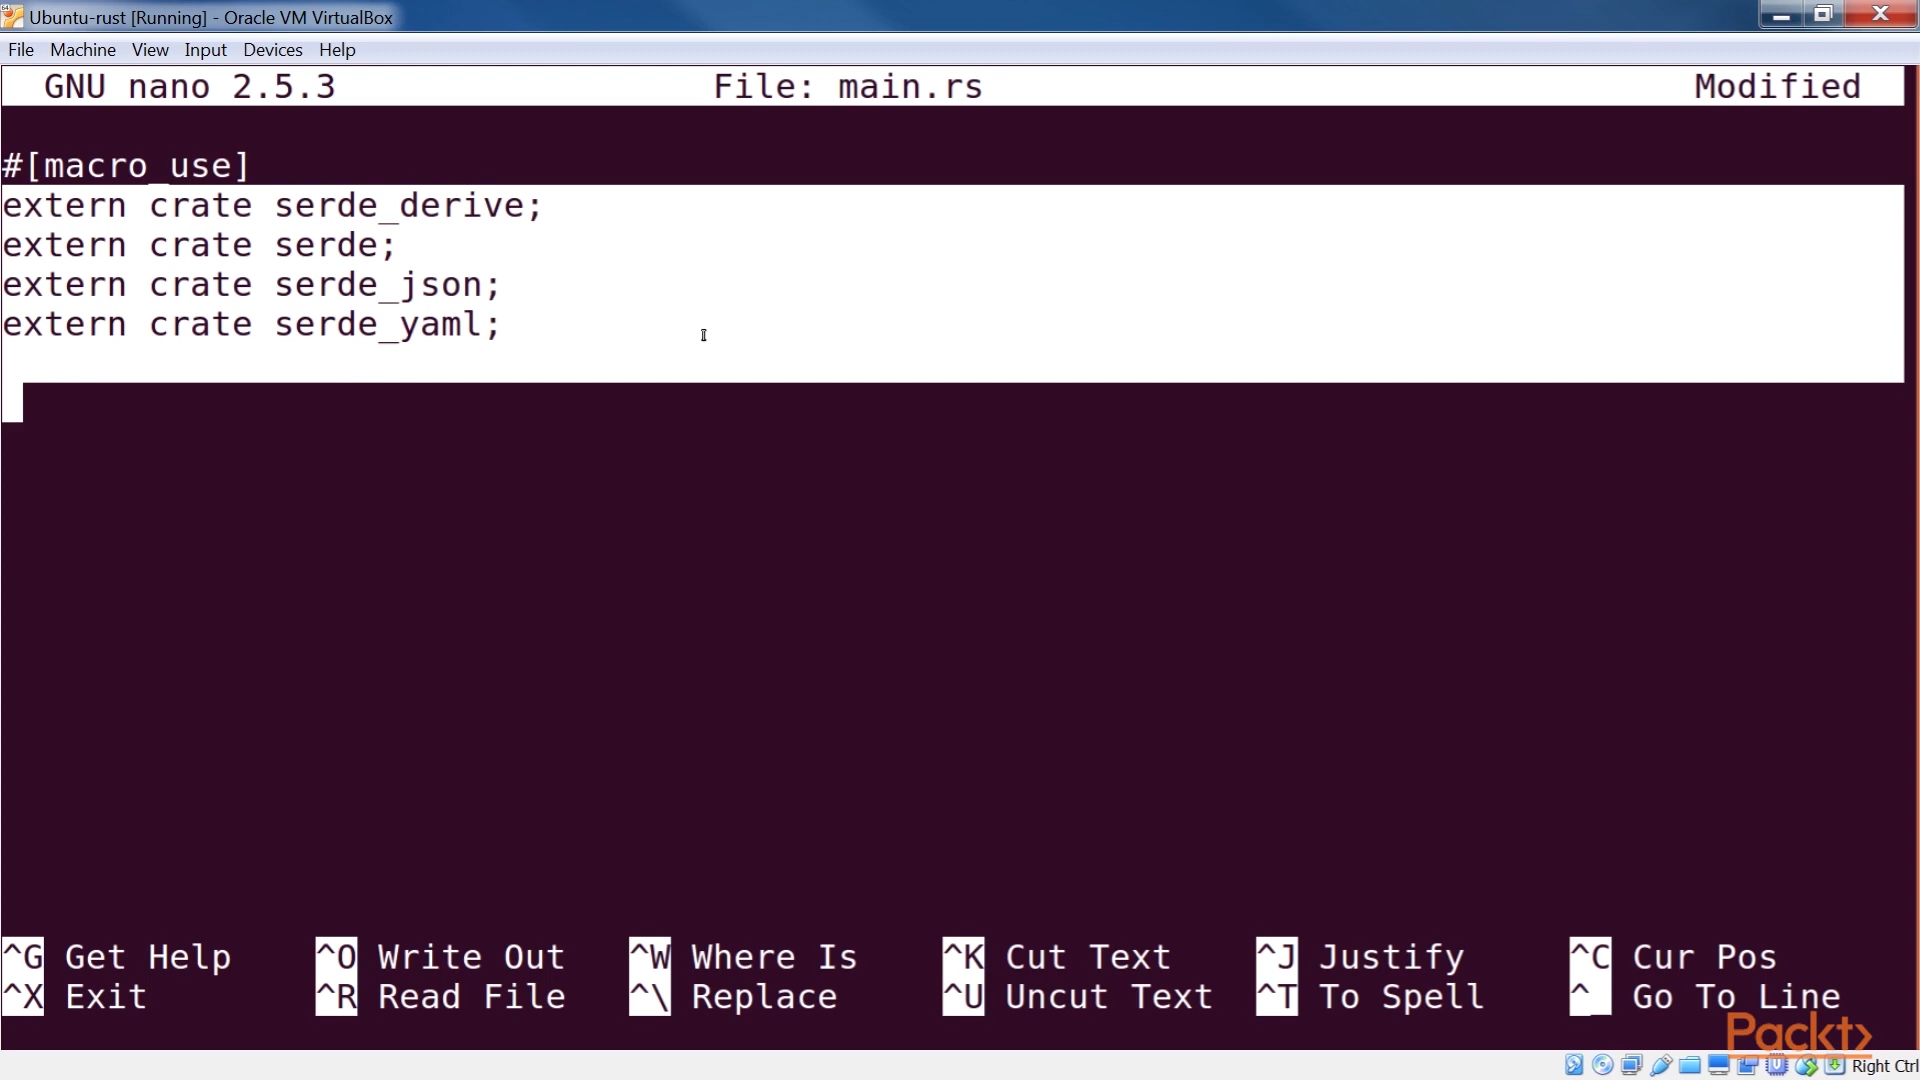 Ubuntu-rust [Running] - Oracle VM VirtualBox
File Machine View Input Devices Help
GNU nano 2.5.3 File: main.rs Modified
#[macro_use]
extern crate serde_derive;
extern crate serde;
extern crate serde_json;
extern crate serde_yaml;
^G Get Help ^O Write Out ^W Where Is ^K Cut Text ^J Justify ^C Cur Pos
^X Exit ^R Read File ^\ Replace ^U Uncut Text ^T To Spell ^_ Go To Line
Packt>
Right Ctrl